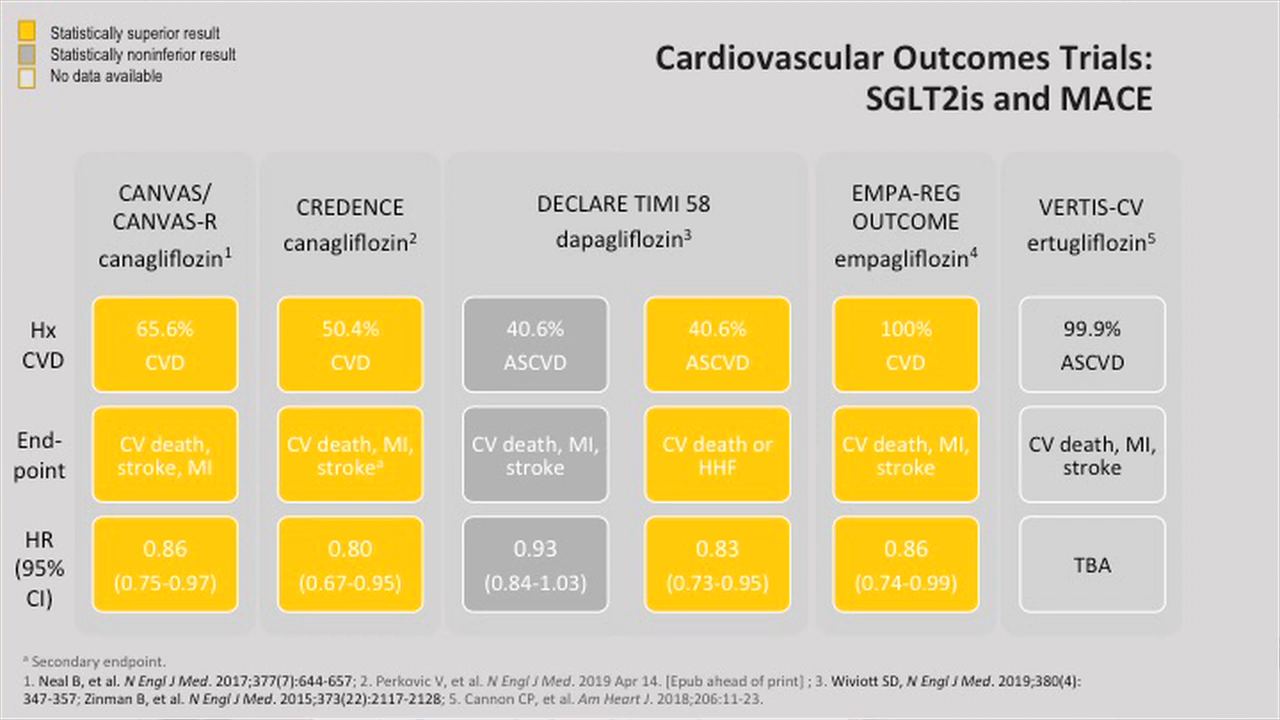 Statistically superior result
Statistically noninferior result
No data available
Cardiovascular Outcomes Trials:
SGLT2is and MACE
CANVAS/
CANVAS-R
canagliflozin1
CREDENCE
canagliflozin2
DECLARE TIMI 58
dapagliflozin3
EMPA-REG
OUTCOME
empagliflozin4
VERTIS-CV
ertugliflozin5
Hx
CVD
65.6%
CVD
50.4%
CVD
40.6%
ASCVD
40.6%
ASCVD
100%
CVD
99.9%
ASCVD
End-
point
CV death,
stroke, MI
CV death, MI,
strokea
CV death, MI,
stroke
CV death or
HHF
CV death, MI,
stroke
CV death, MI,
stroke
HR
(95%
CI)
0.86
(0.75-0.97)
0.80
(0.67-0.95)
0.93
(0.84-1.03)
0.83
(0.73-0.95)
0.86
(0.74-0.99)
TBA
a Secondary endpoint.
1. Neal B, et al. N Engl J Med. 2017;377(7):644-657; 2. Perkovic V, et al. N Engl J Med. 2019 Apr 14. [Epub ahead of print] ; 3. Wiviott SD, N Engl J Med. 2019;380(4):
347-357; Zinman B, et al. N Engl J Med. 2015;373(22):2117-2128; 5. Cannon CP, et al. Am Heart J. 2018;206:11-23.